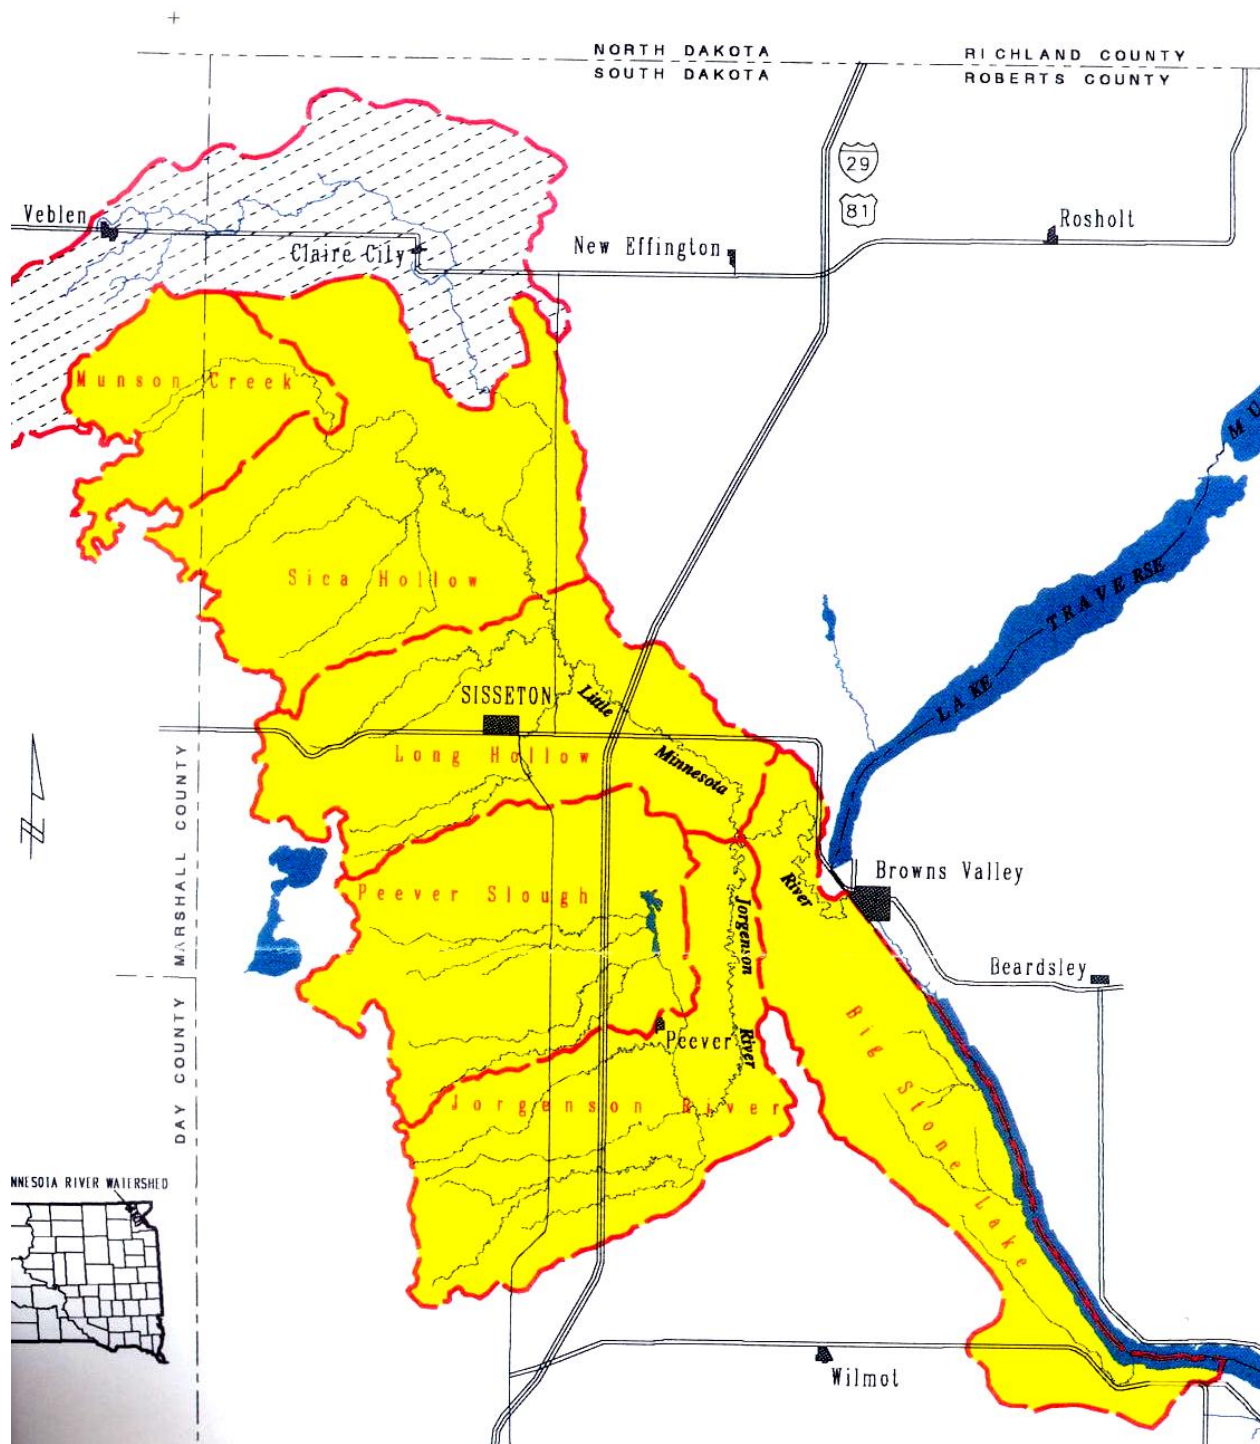 NORTH DAKOTA
RICHLAND COUNTY
SOUTH DAKOTA
ROBERTS COUNTY
29
81
Veblen
Claire City
New Effington
Rosholt
Munson Creek
Sica Hollow
LAKE TRAVERSE
MU
SISSETON
Little
Minnesota
River
Long Hollow
MARSHALL COUNTY
DAY COUNTY
N
Peever Slough
Browns Valley
Jorgenson
River
Beardsley
Peever
Big Stone Lake
Jorgenson River
NNESOTA RIVER WATERSHED
Wilmot